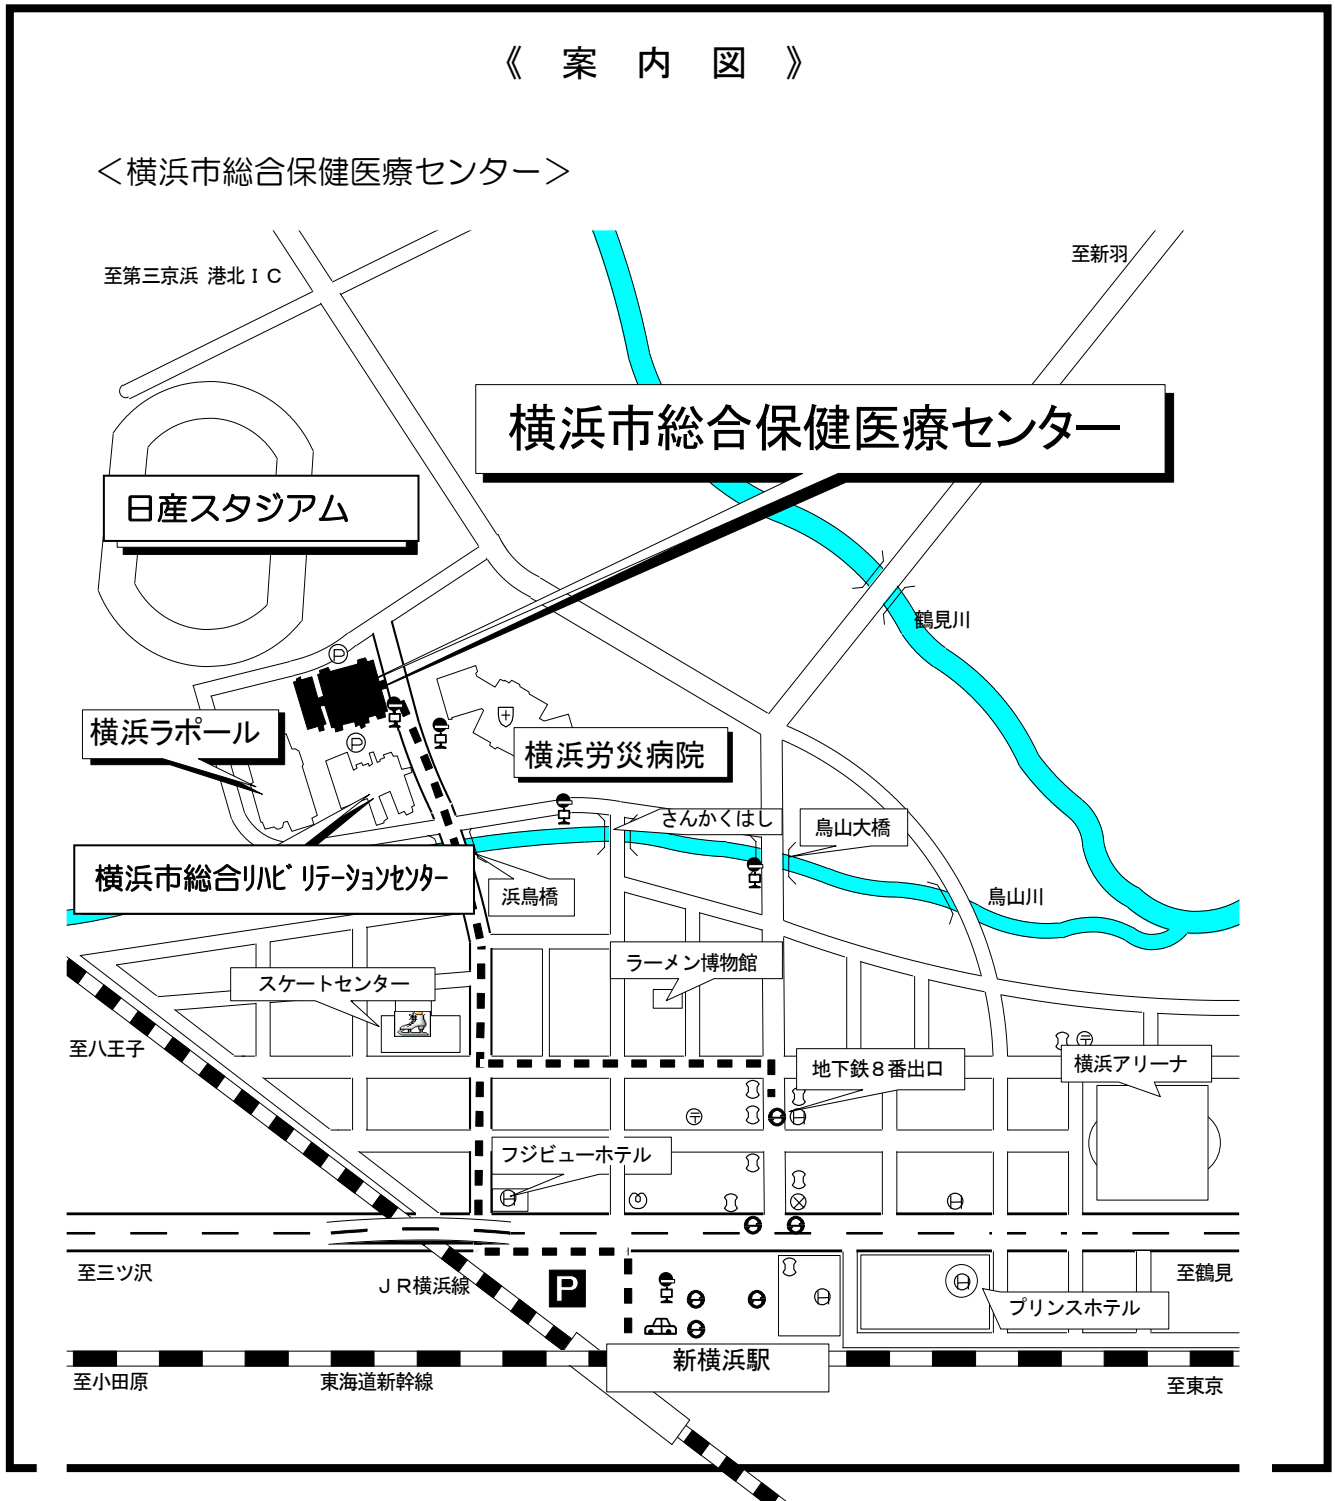 《 案 内 図 》
＜横浜市総合保健医療センター＞
至第三京浜 港北ＩＣ
至新羽
横浜市総合保健医療センター
日産スタジアム
鶴見川
横浜ラポール
横浜労災病院
さんかくはし
鳥山大橋
横浜市総合ﾘﾊﾋﾞﾘﾃｰｼｮﾝｾﾝﾀｰ
浜鳥橋
鳥山川
ラーメン博物館
スケートセンター
至八王子
地下鉄８番出口
横浜アリーナ
フジビューホテル
至三ツ沢
ＪＲ横浜線
P
至鶴見
プリンスホテル
新横浜駅
至小田原
東海道新幹線
至東京